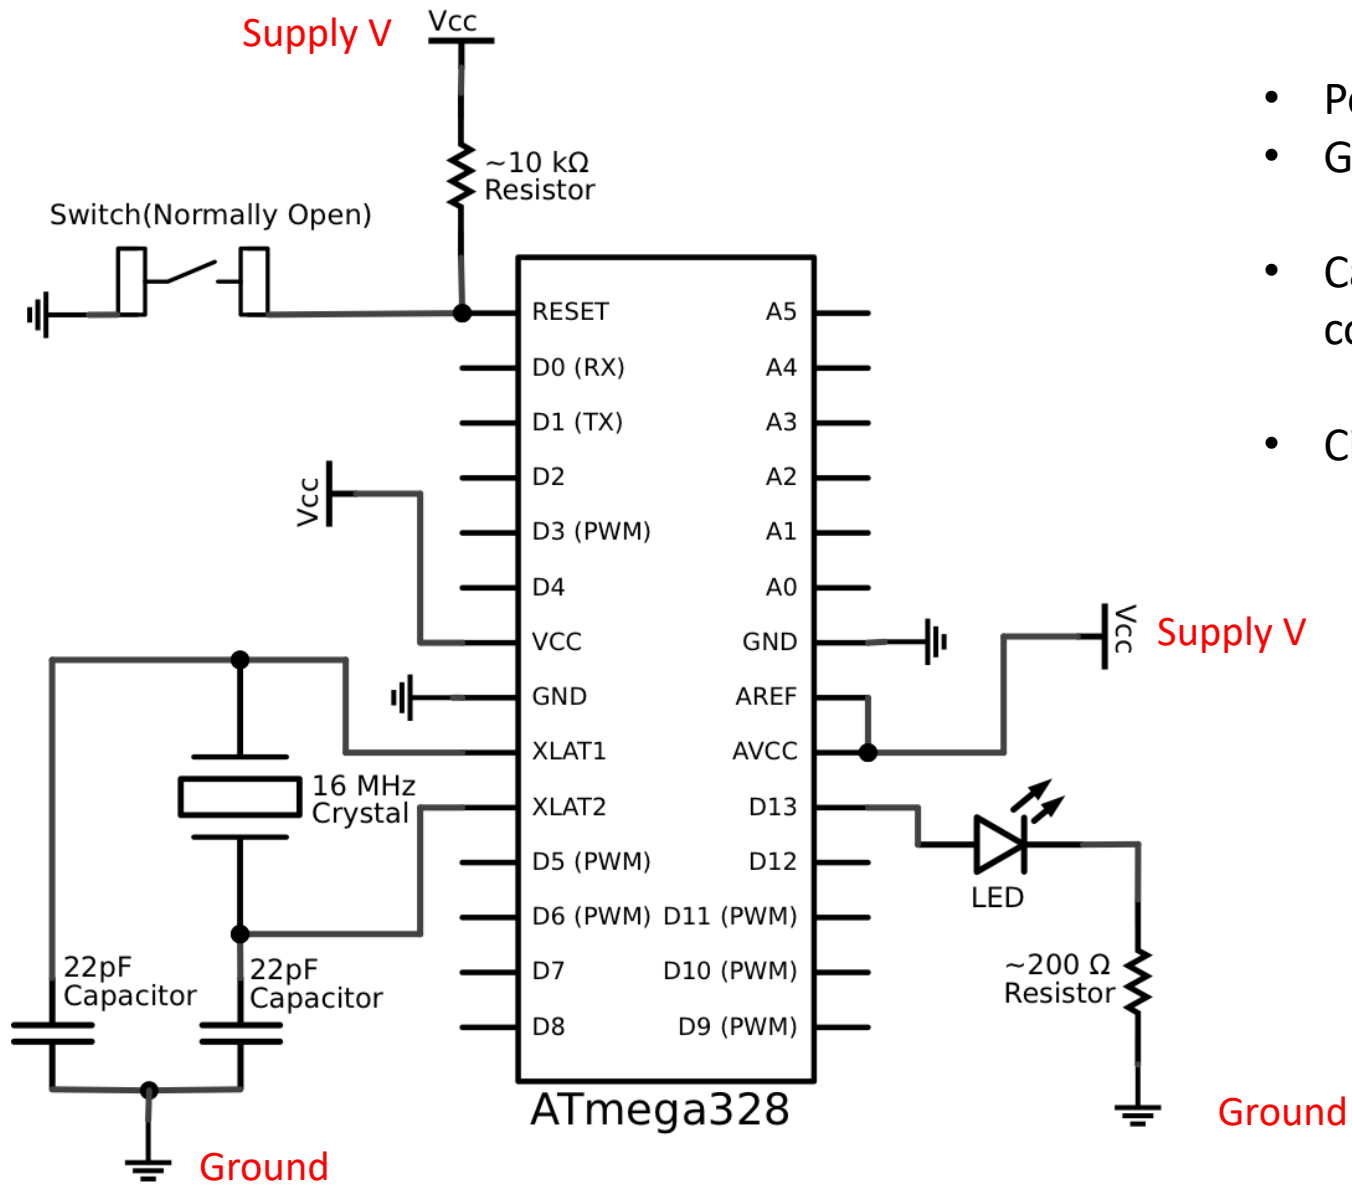 Supply V
Vcc
~10 kΩ
Resistor
Switch(Normally Open)
RESET
D0 (RX)
D1 (TX)
D2
D3 (PWM)
D4
VCC
GND
XLAT1
XLAT2
D5 (PWM)
D6 (PWM)
D7
D8
A5
A4
A3
A2
A1
A0
GND
AREF
AVCC
D13
D12
D11 (PWM)
D10 (PWM)
D9 (PWM)
ATmega328
Vcc
16 MHz
Crystal
22pF
Capacitor
22pF
Capacitor
Ground
Vcc
Supply V
LED
~200 Ω
Resistor
Ground